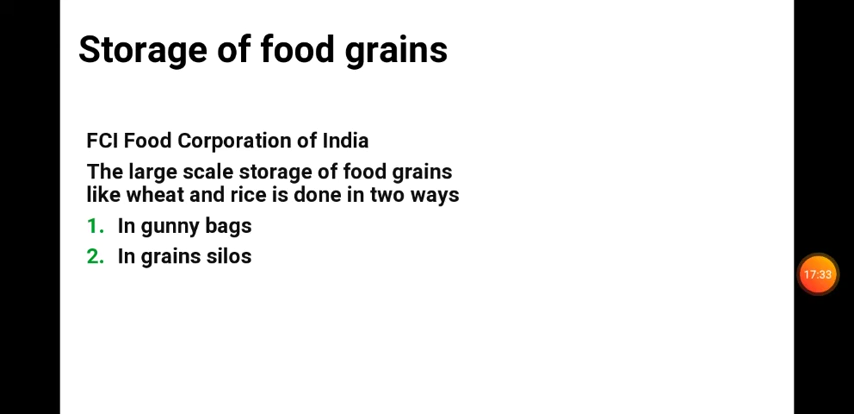 Storage of food grains
FCI Food Corporation of India
The large scale storage of food grains
like wheat and rice is done in two ways
1. In gunny bags
2. In grains silos
17:33